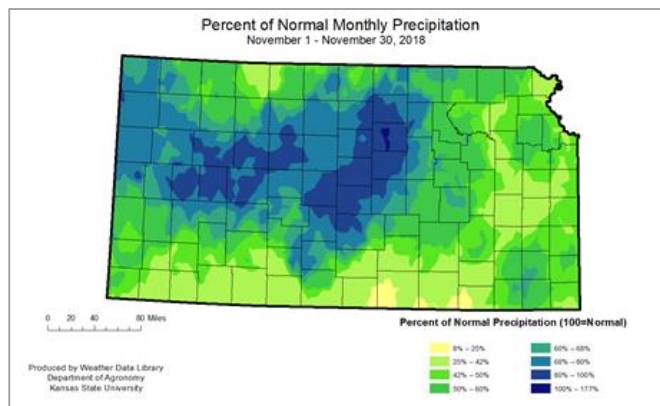 Percent of Normal Monthly Precipitation
November 1 - November 30, 2018
0 20 40 80 Miles
Percent of Normal Precipitation (100=Normal)
8% – 25%
25% – 42%
42% – 50%
50% – 60%
60% – 68%
68% – 80%
80% – 100%
100% – 177%
Produced by Weather Data Library
Department of Agronomy
Kansas State University